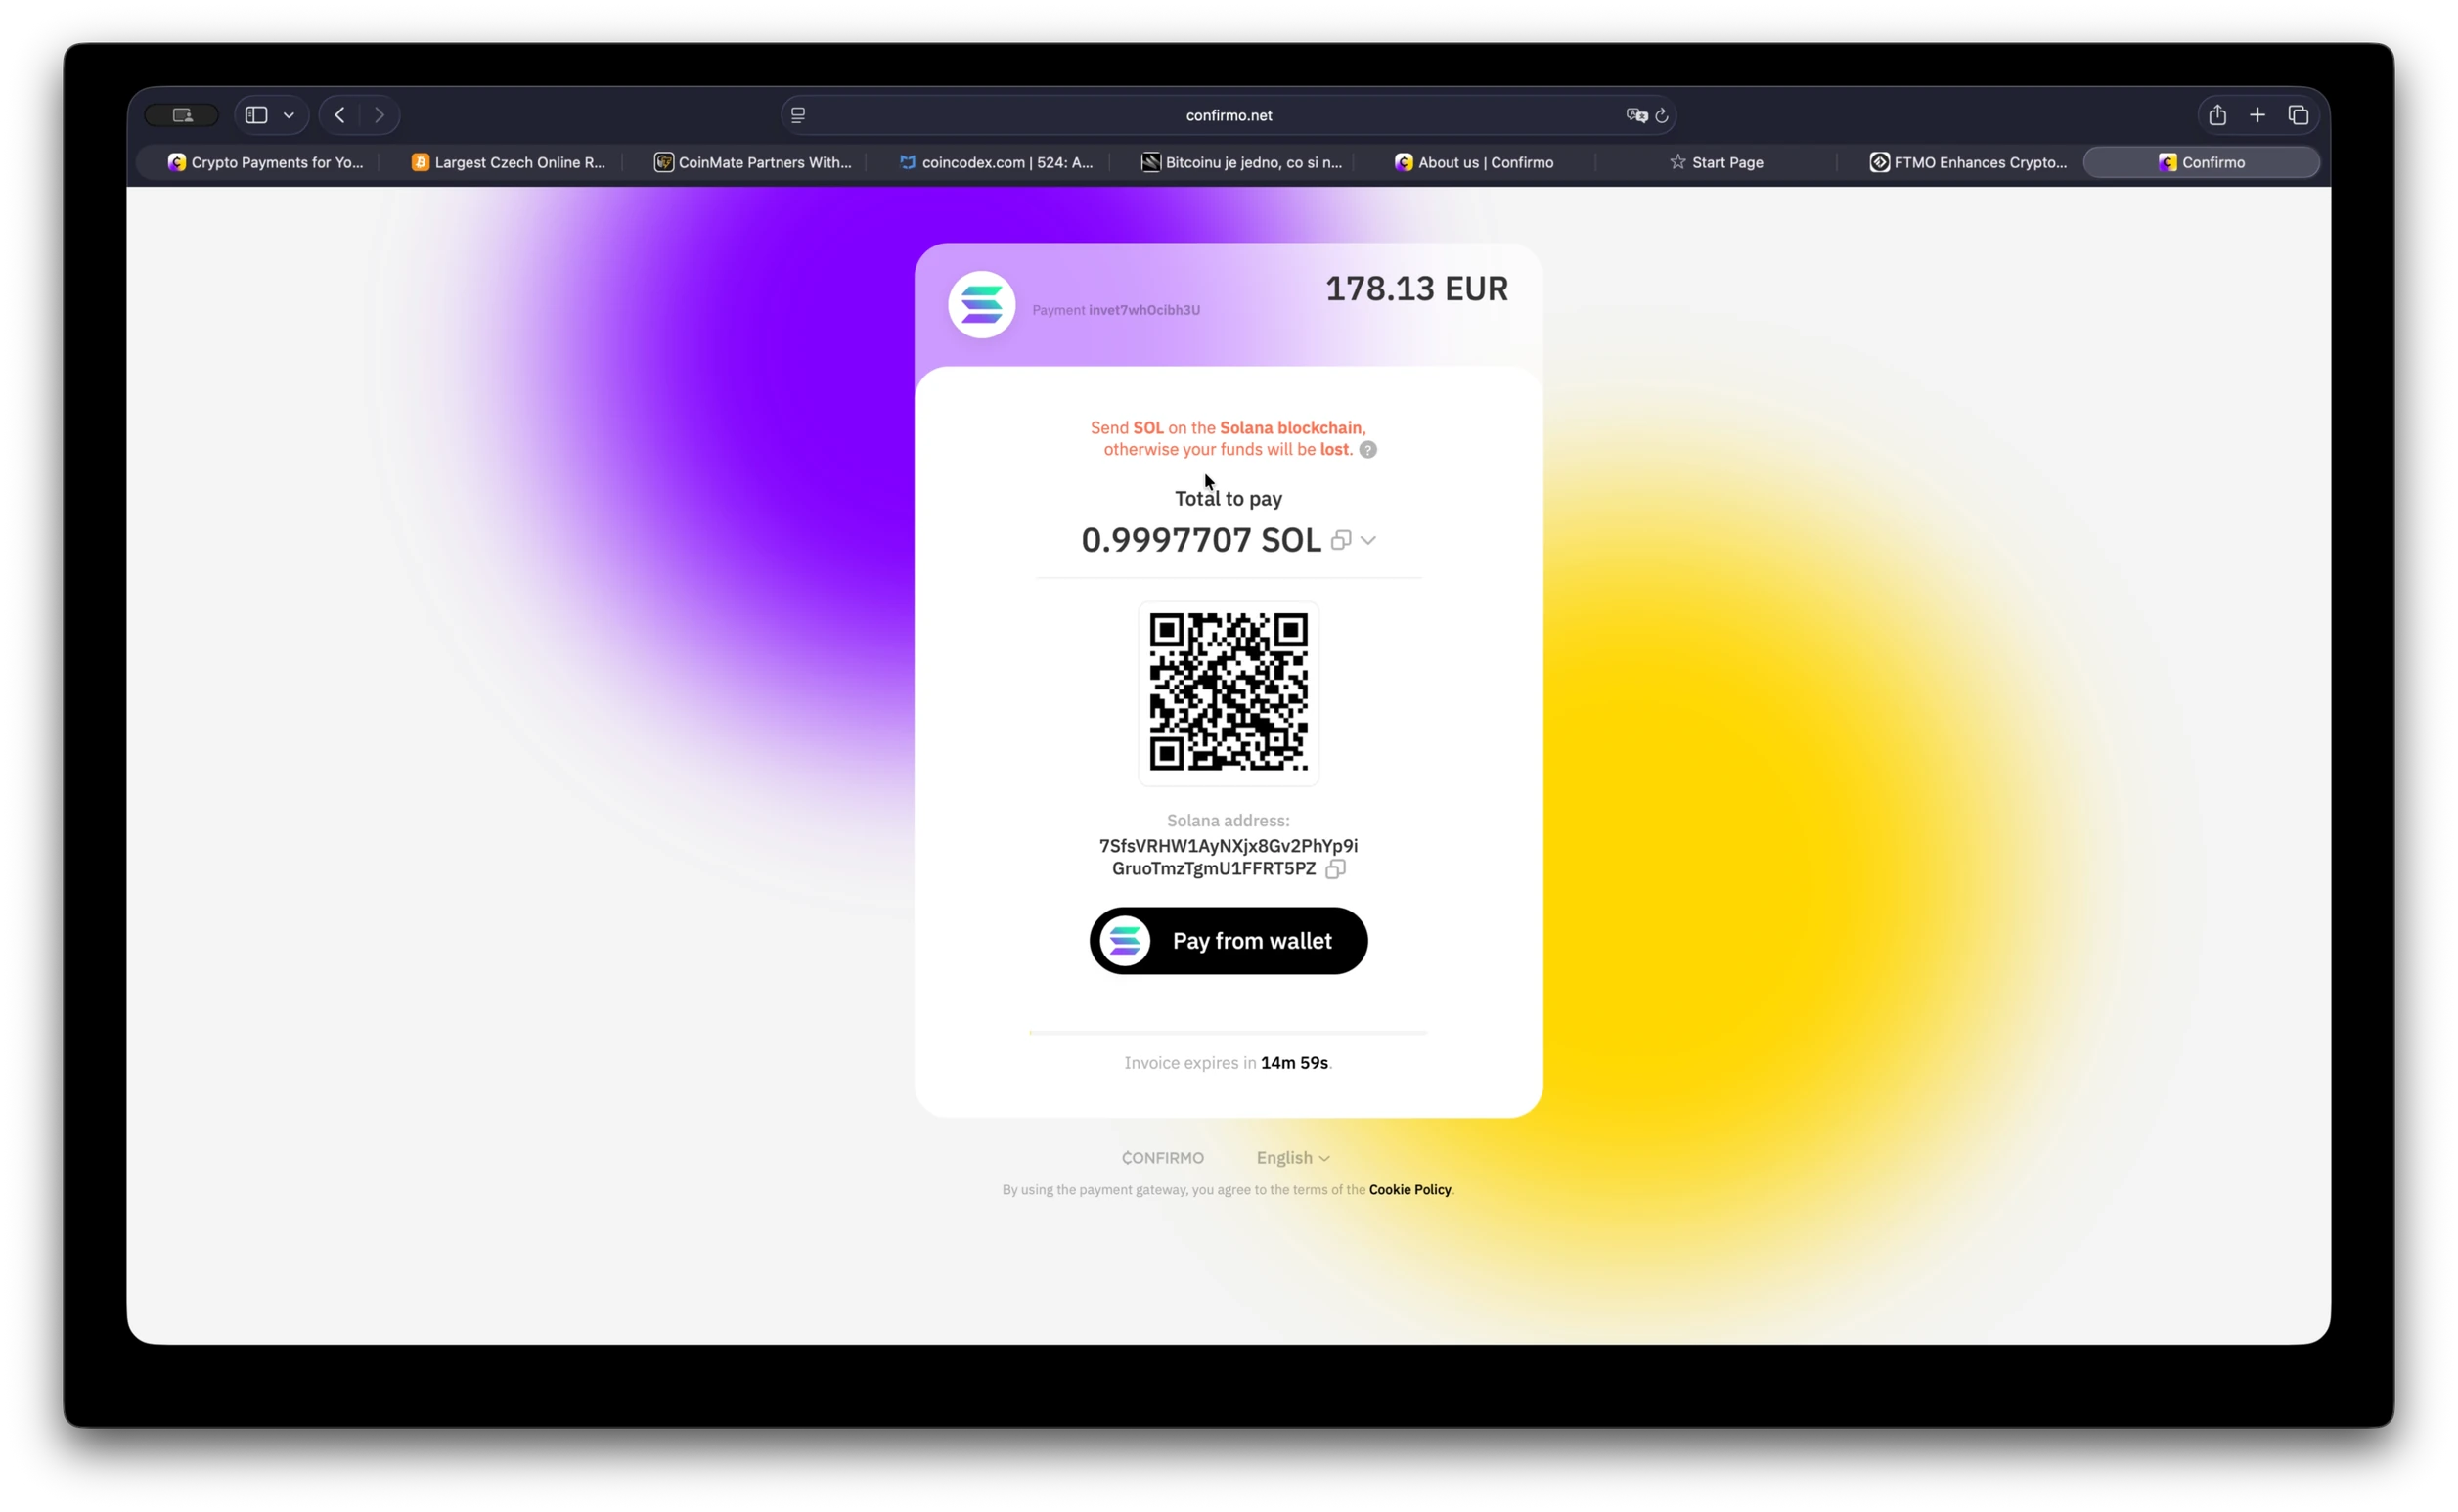 confirmo.net
Crypto Payments for Yo...
Largest Czech Online R...
CoinMate Partners With...
coincodex.com | 524: A...
Bitcoinu je jedno, co si n...
About us | Confirmo
Start Page
FTMO Enhances Crypto...
Confirmo
178.13 EUR
Payment invet7whOcibh3U
Send SOL on the Solana blockchain,
otherwise your funds will be lost. ?
Total to pay
0.9997707 SOL
Solana address:
7SfsVRHW1AyNXjx8Gv2PhYp9i
GruoTmzTgmU1FFRT5PZ
Pay from wallet
Invoice expires in 14m 59s.
CONFIRMO
English
By using the payment gateway, you agree to the terms of the Cookie Policy.